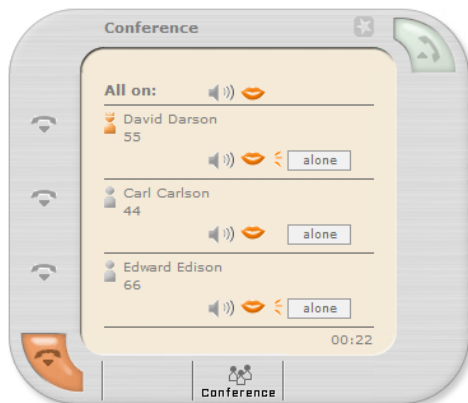 Conference
All on:
David Darson
55
alone
Carl Carlson
44
alone
Edward Edison
66
alone
00:22
Conference